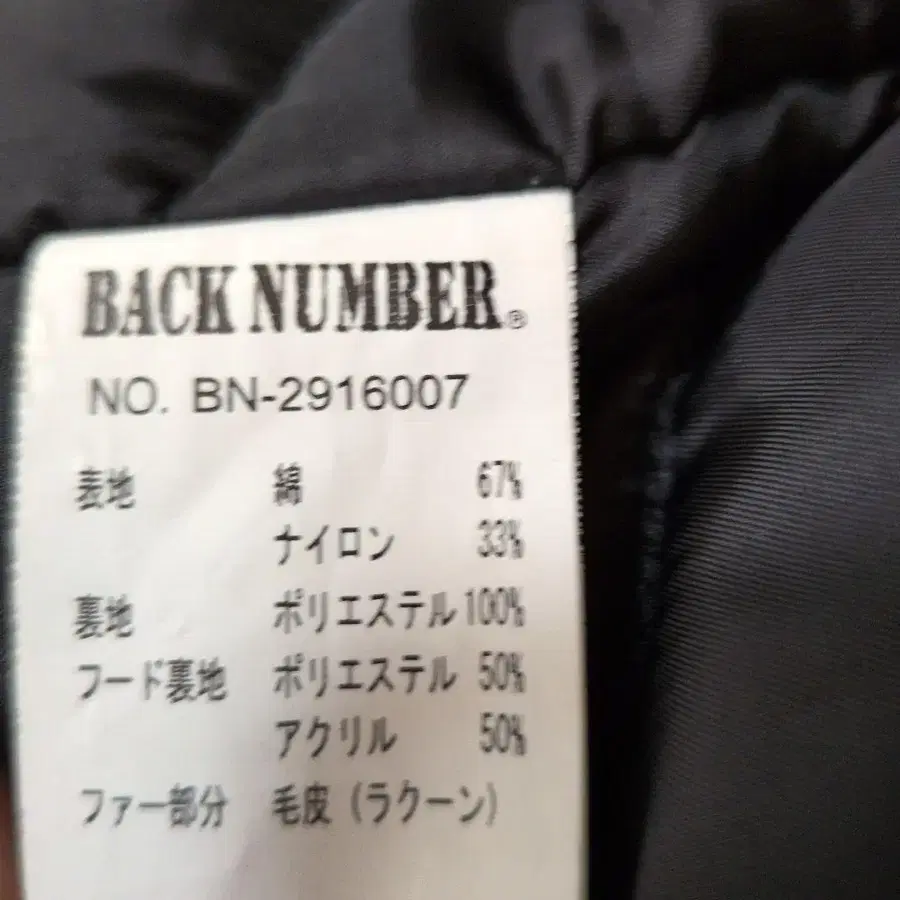 BACK NUMBER®
NO. BN-2916007
表地 綿 67%
ナイロン 33%
裏地 ポリエステル 100%
フード裏地 ポリエステル 50%
アクリル 50%
ファー部分 毛皮（ラクーン）